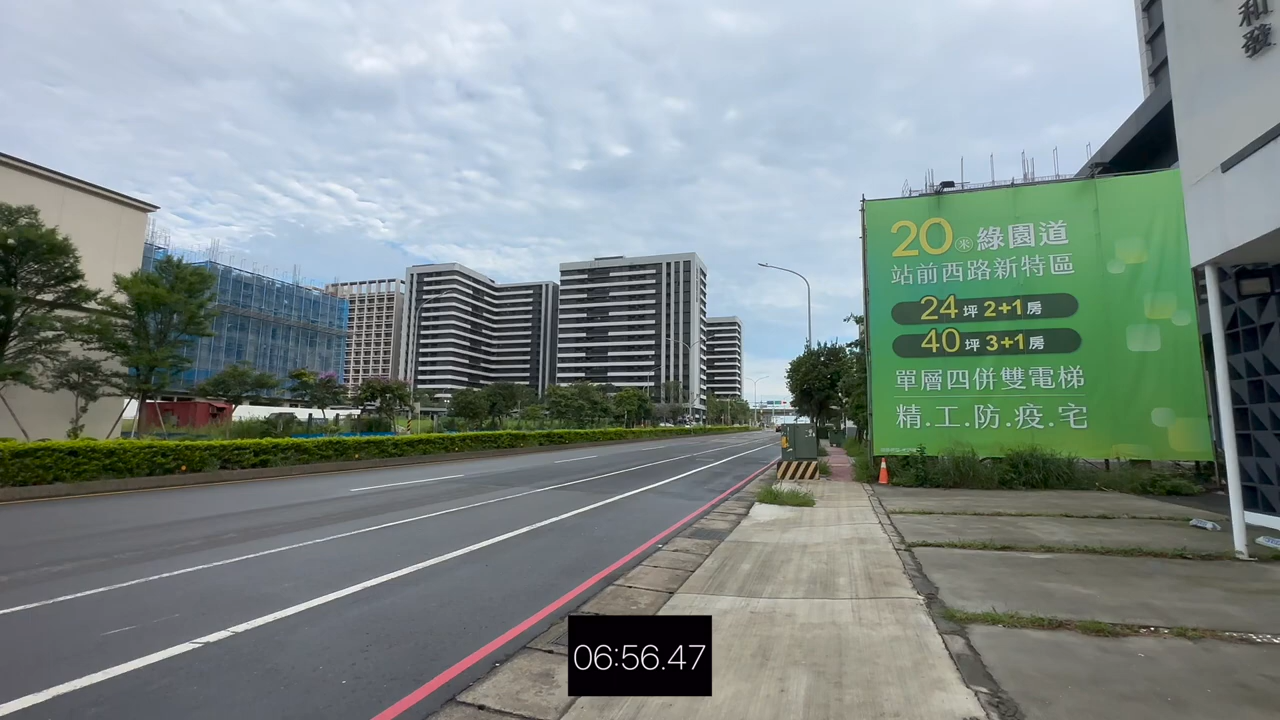 和發
20米綠園道
站前西路新特區
24坪 2+1房
40坪 3+1房
單層四併雙電梯
精.工.防.疫.宅
06:56.47